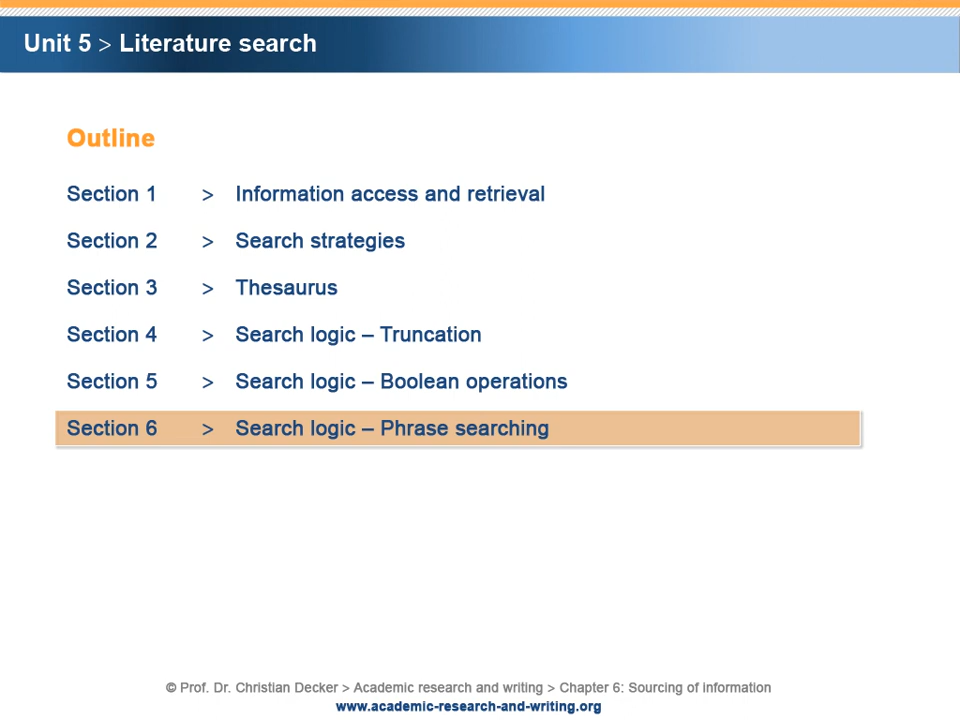 Unit 5 > Literature search
Outline
Section 1 > Information access and retrieval
Section 2 > Search strategies
Section 3 > Thesaurus
Section 4 > Search logic – Truncation
Section 5 > Search logic – Boolean operations
Section 6 > Search logic – Phrase searching
© Prof. Dr. Christian Decker > Academic research and writing > Chapter 6: Sourcing of information
www.academic-research-and-writing.org